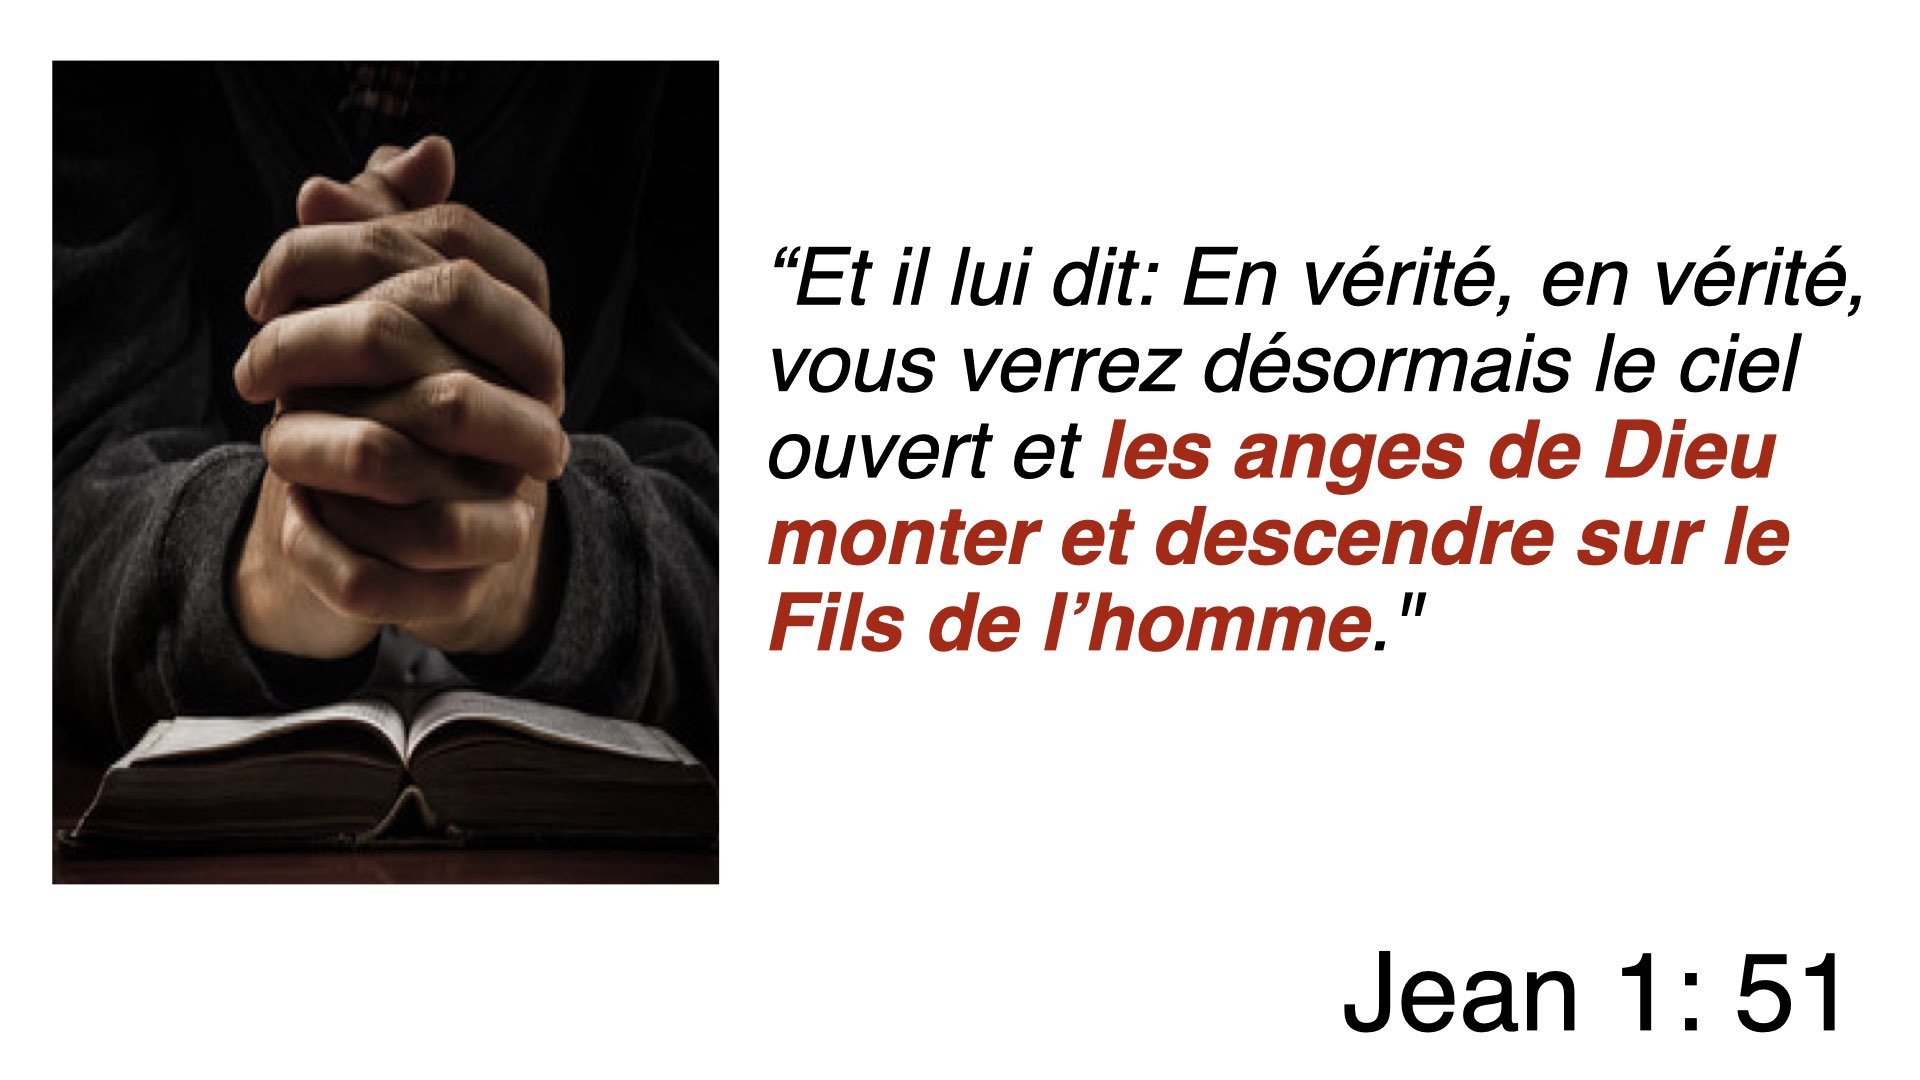 “Et il lui dit: En vérité, en vérité,
vous verrez désormais le ciel
ouvert et les anges de Dieu
monter et descendre sur le
Fils de l’homme."
Jean 1: 51